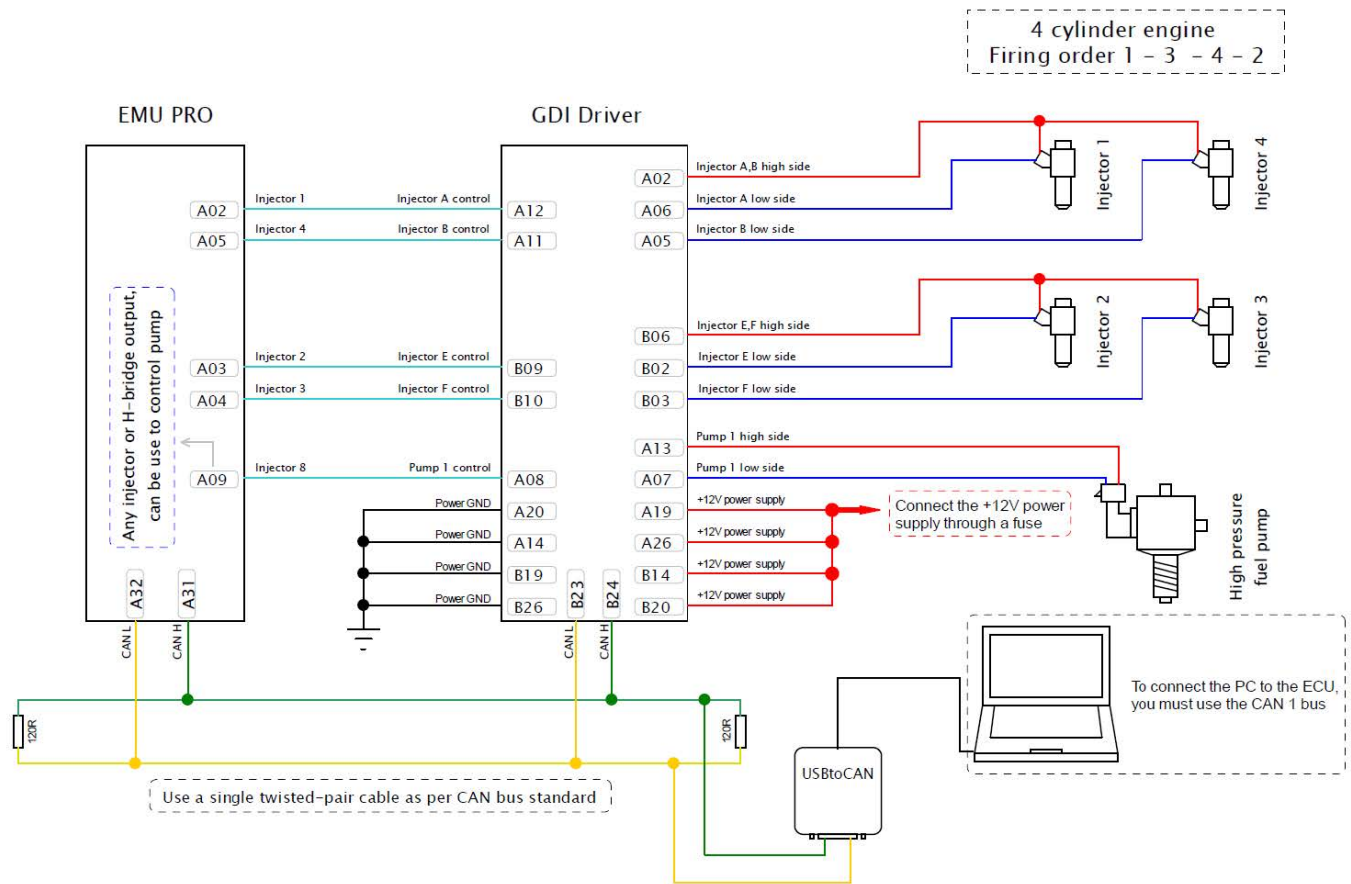 4 cylinder engine
Firing order 1 - 3 - 4 - 2
EMU PRO
GDI Driver
Injector 1
Injector A control
A02
A12
Injector 4
Injector B control
A05
A11
Injector A,B high side
A02
Injector A low side
A06
Injector B low side
A05
Injector 1
Injector 4
Any injector or H-bridge output,
can be use to control pump
Injector 2
Injector E control
A03
B09
Injector 3
Injector F control
A04
B10
Injector E,F high side
B06
Injector E low side
B02
Injector F low side
B03
Injector 2
Injector 3
Injector 8
Pump 1 control
A09
A08
Pump 1 high side
A13
Pump 1 low side
A07
Power GND
A20
Power GND
A14
Power GND
B19
Power GND
B26
+12V power supply
A19
+12V power supply
A26
+12V power supply
B14
+12V power supply
B20
Connect the +12V power
supply through a fuse
High pressure
fuel pump
A32
A31
B23
B24
CAN L
CAN H
CAN L
CAN H
120R
120R
Use a single twisted-pair cable as per CAN bus standard
USBtoCAN
To connect the PC to the ECU,
you must use the CAN 1 bus